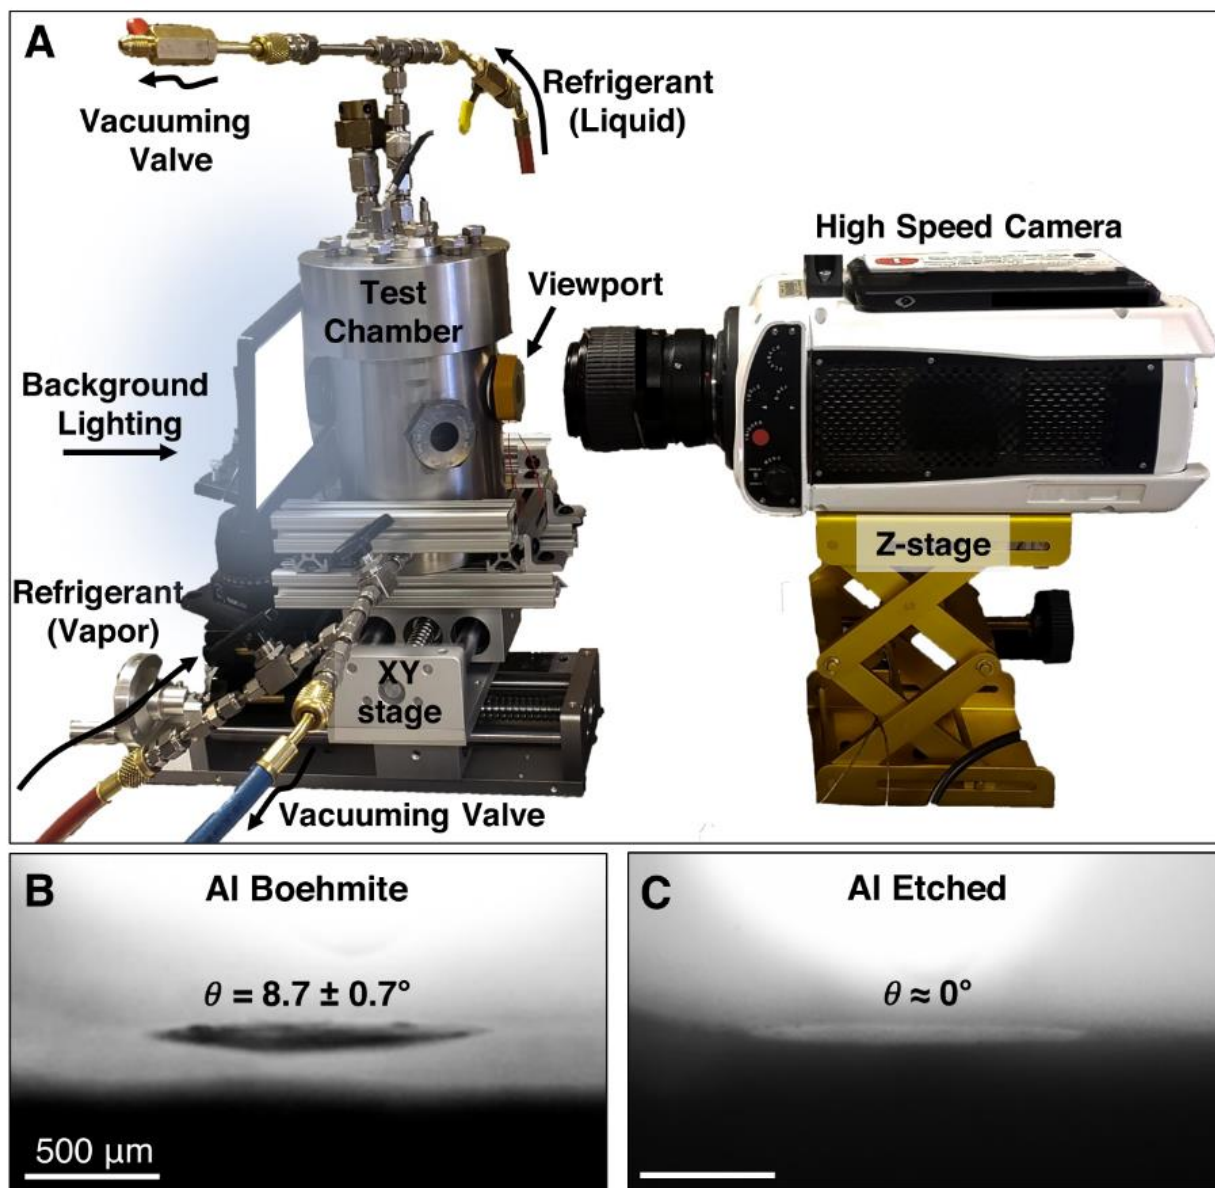 A
Vacuuming
Valve
Refrigerant
(Liquid)
High Speed Camera
Test
Chamber
Viewport
Background
Lighting
Z-stage
Refrigerant
(Vapor)
XY
stage
Vacuuming Valve
B
Al Boehmite
θ = 8.7 ± 0.7°
500 μm
C
Al Etched
θ ≈ 0°